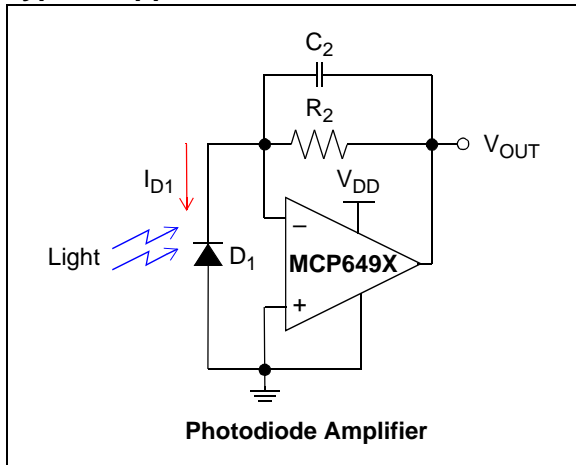 C2
R2
VOUT
ID1
VDD
Light
D1
–
MCP649X
+
Photodiode Amplifier